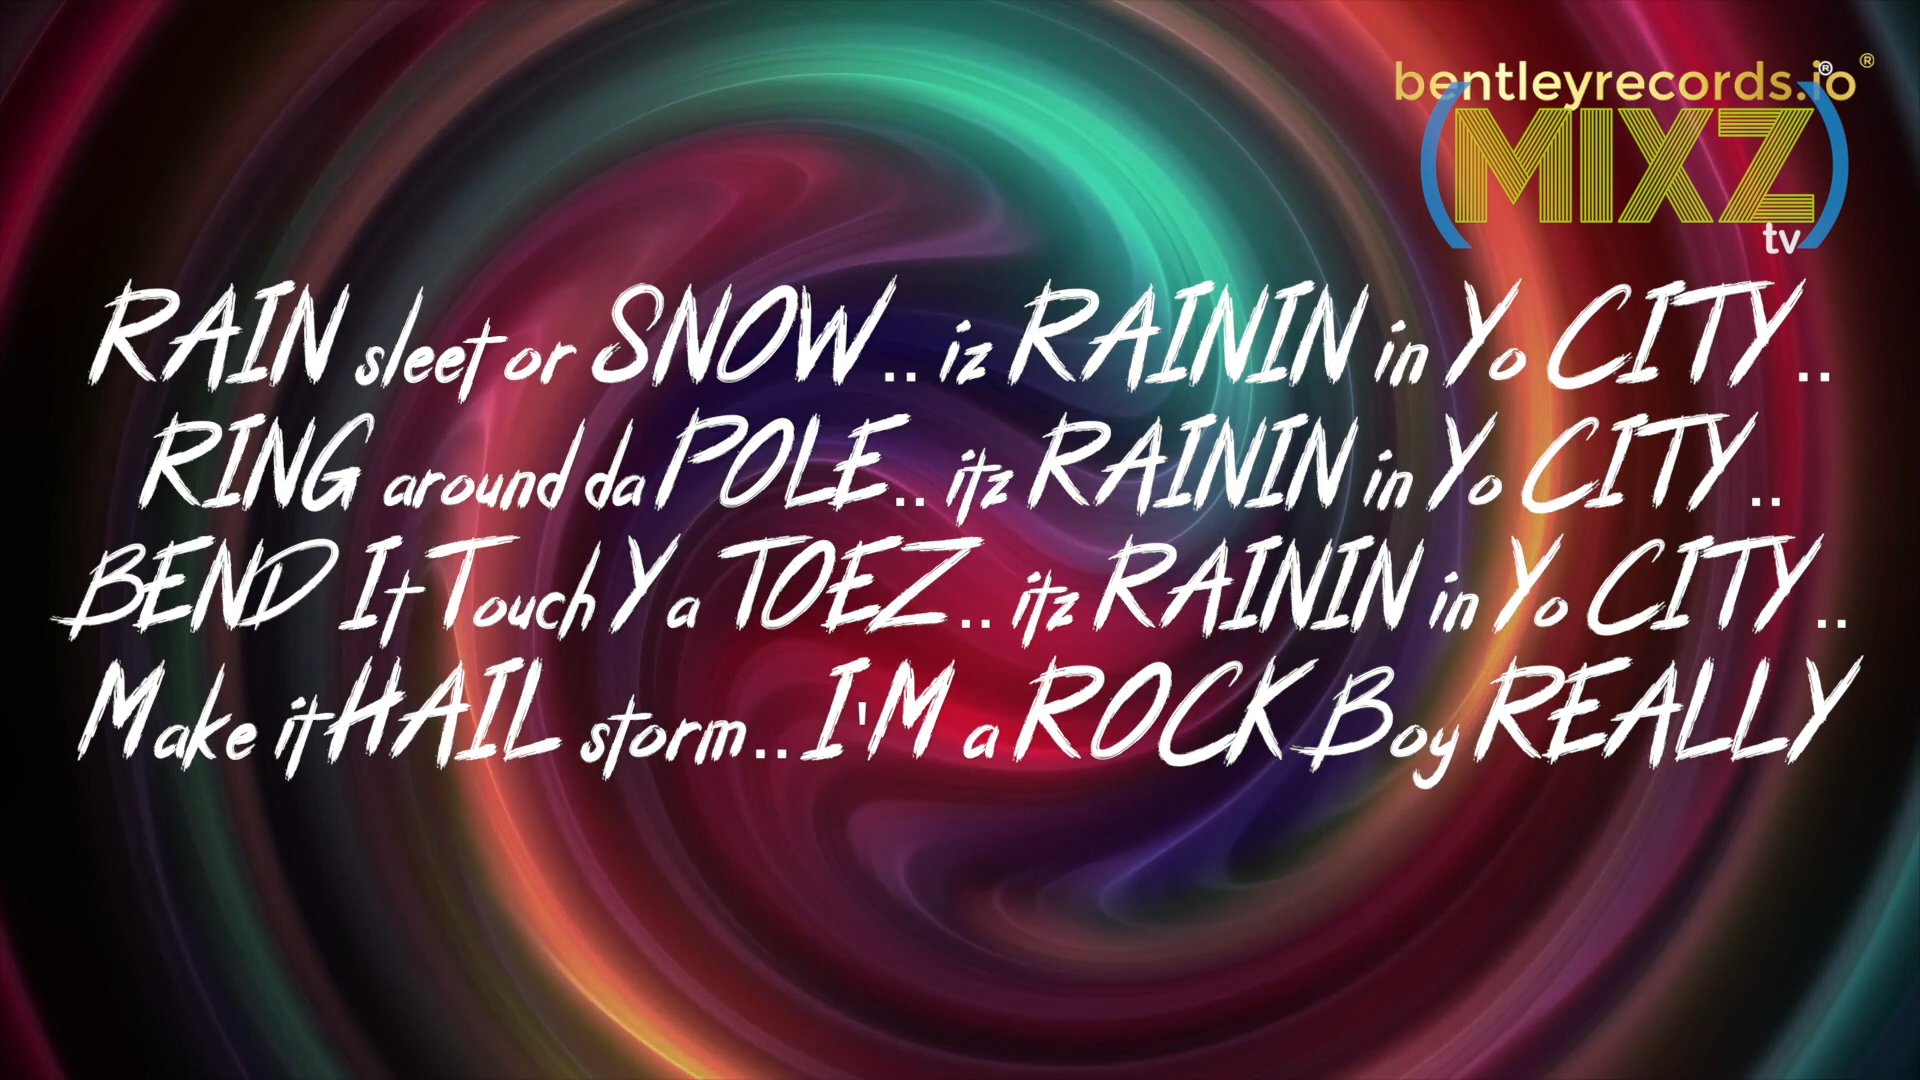 bentleyrecords.io®
(MIXZ)®
tv
RAIN sleet or SNOW .. iz RAININ in Yo CITY ..
RING around da POLE .. itz RAININ in Yo CITY ..
BEND It Touch Ya TOEZ .. itz RAININ in Yo CITY ..
Make it HAIL storm .. I'M a ROCK Boy REALLY